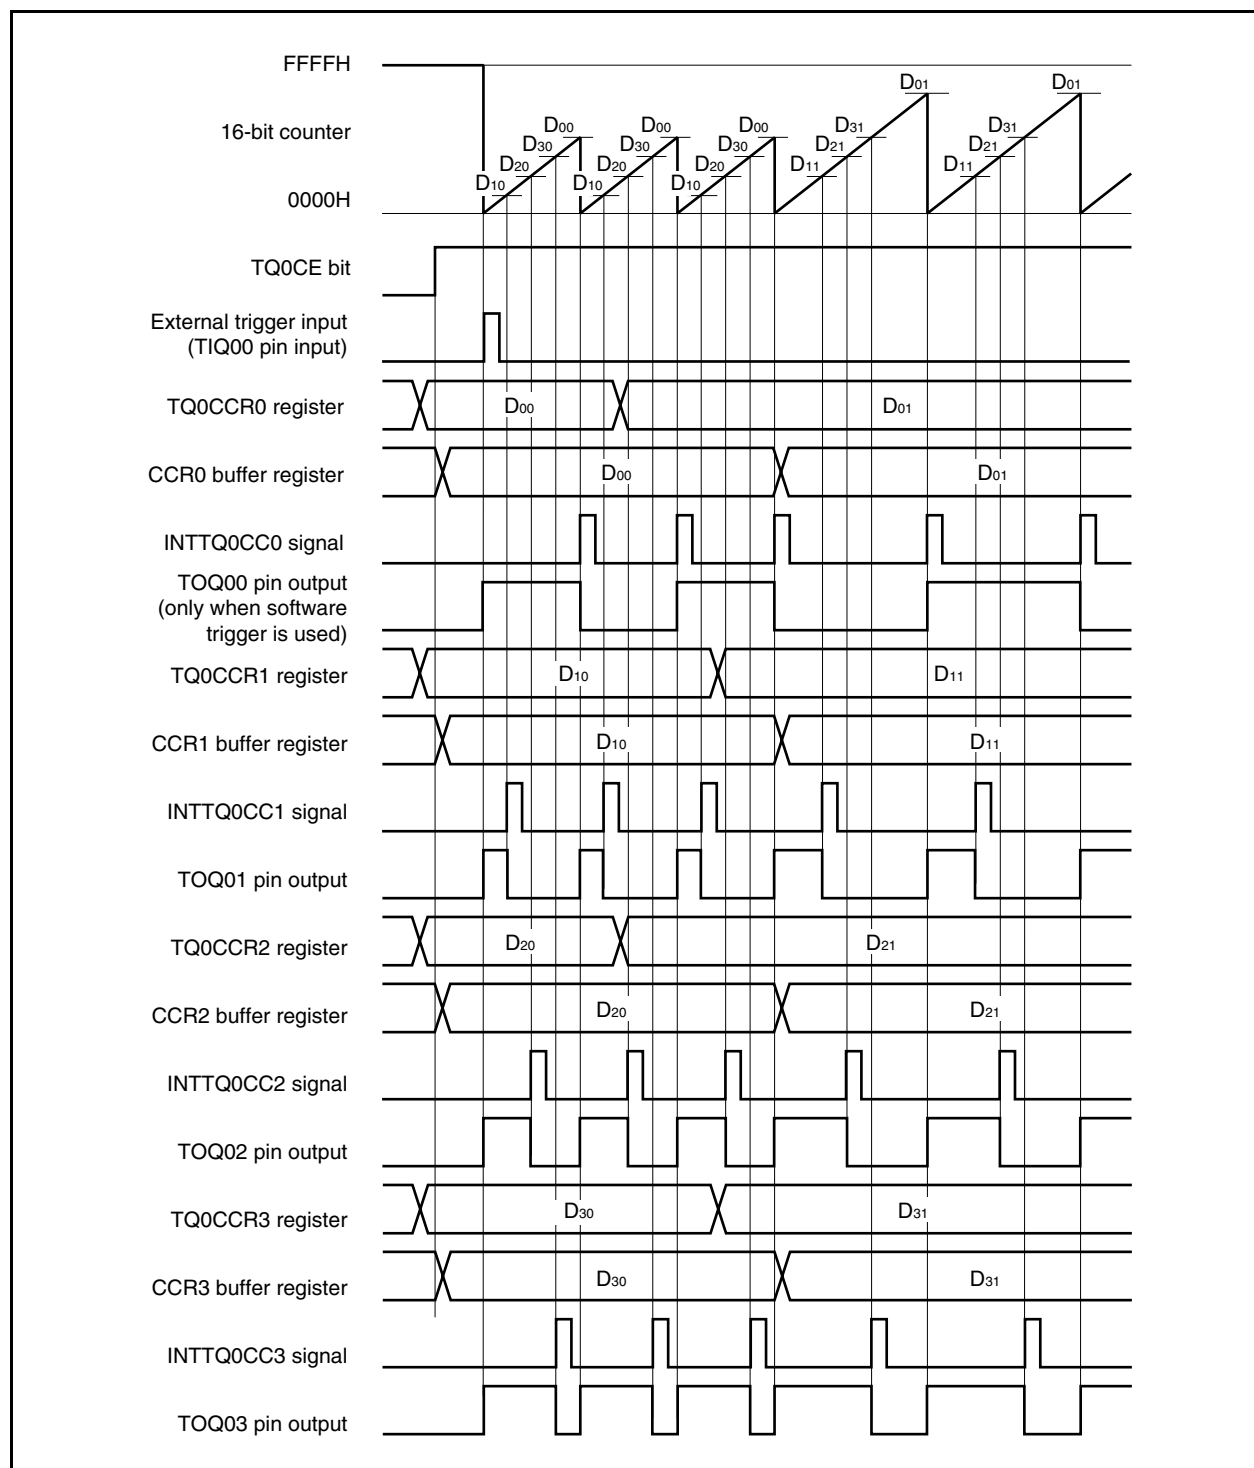 FFFFH
16-bit counter
0000H
D10 D20 D30 D00 D10 D20 D30 D00 D10 D20 D30 D00 D11 D21 D31 D01 D11 D21 D31 D01
TQ0CE bit
External trigger input
(TIQ00 pin input)
TQ0CCR0 register D00 D01
CCR0 buffer register D00 D01
INTTQ0CC0 signal
TOQ00 pin output
(only when software
trigger is used)
TQ0CCR1 register D10 D11
CCR1 buffer register D10 D11
INTTQ0CC1 signal
TOQ01 pin output
TQ0CCR2 register D20 D21
CCR2 buffer register D20 D21
INTTQ0CC2 signal
TOQ02 pin output
TQ0CCR3 register D30 D31
CCR3 buffer register D30 D31
INTTQ0CC3 signal
TOQ03 pin output